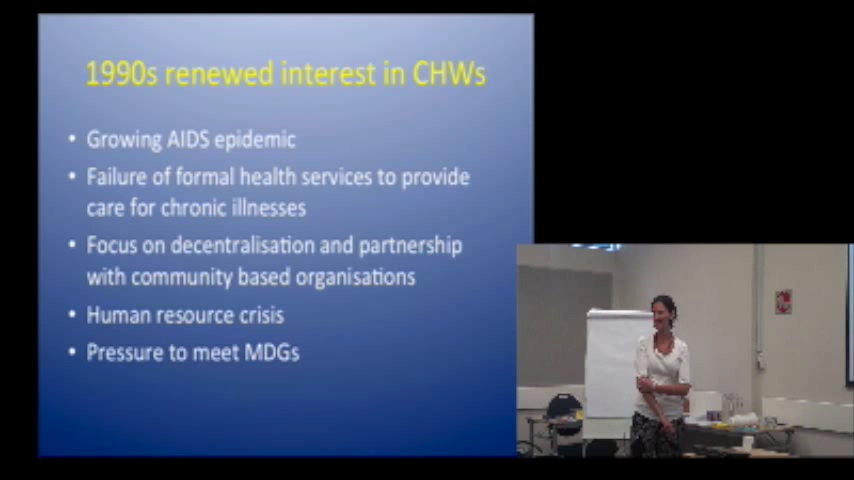 1990s renewed interest in CHWs
• Growing AIDS epidemic
• Failure of formal health services to provide
care for chronic illnesses
• Focus on decentralisation and partnership
with community based organisations
• Human resource crisis
• Pressure to meet MDGs